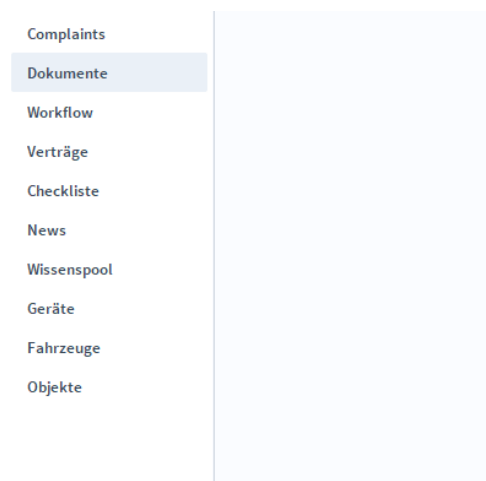 Complaints
Dokumente
Workflow
Verträge
Checkliste
News
Wissenspool
Geräte
Fahrzeuge
Objekte